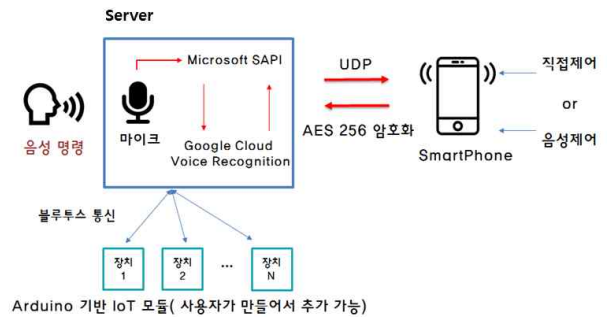 Server
Microsoft SAPI
마이크
Google Cloud
Voice Recognition
음성 명령
UDP
AES 256 암호화
SmartPhone
직접제어
or
음성제어
블루투스 통신
장치
1
장치
2
...
장치
N
Arduino 기반 IoT 모듈( 사용자가 만들어서 추가 가능)